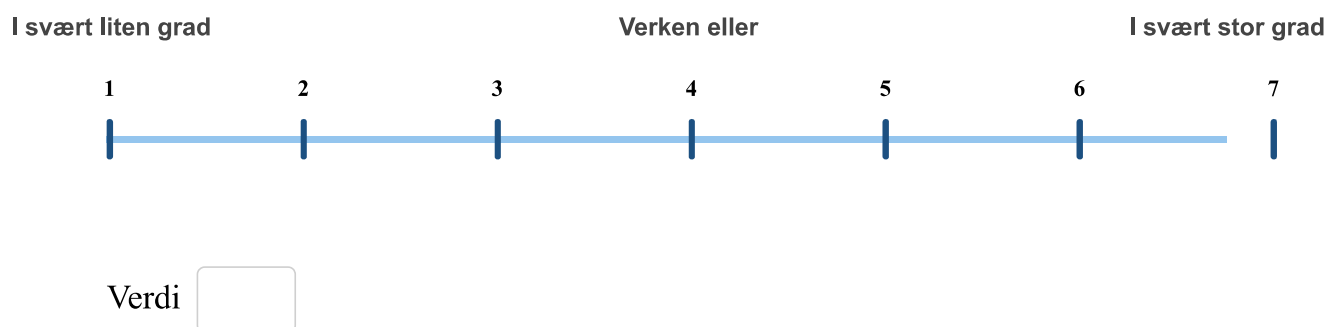 I svært liten grad Verken eller I svært stor grad
1 2 3 4 5 6 7
Verdi